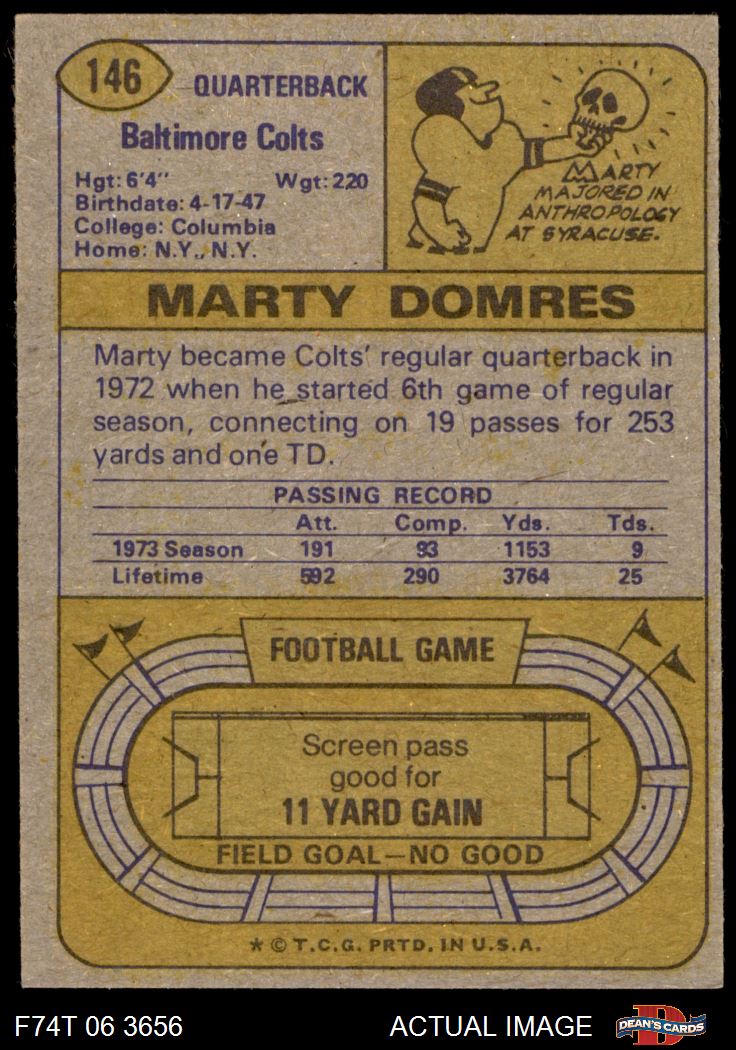 146
QUARTERBACK
Baltimore Colts
Hgt: 6'4" Wgt: 220
Birthdate: 4-17-47
College: Columbia
Home: N.Y., N.Y.
MARTY
MAJORED IN
ANTHROPOLOGY
AT SYRACUSE.
MARTY DOMRES
Marty became Colts' regular quarterback in
1972 when he started 6th game of regular
season, connecting on 19 passes for 253
yards and one TD.
PASSING RECORD
Att. Comp. Yds. Tds.
1973 Season 191 93 1153 9
Lifetime 592 290 3764 25
FOOTBALL GAME
Screen pass
good for
11 YARD GAIN
FIELD GOAL—NO GOOD
* © T.C.G. PRTD. IN U.S.A.
F74T 06 3656 ACTUAL IMAGE D DEAN'S CARDS